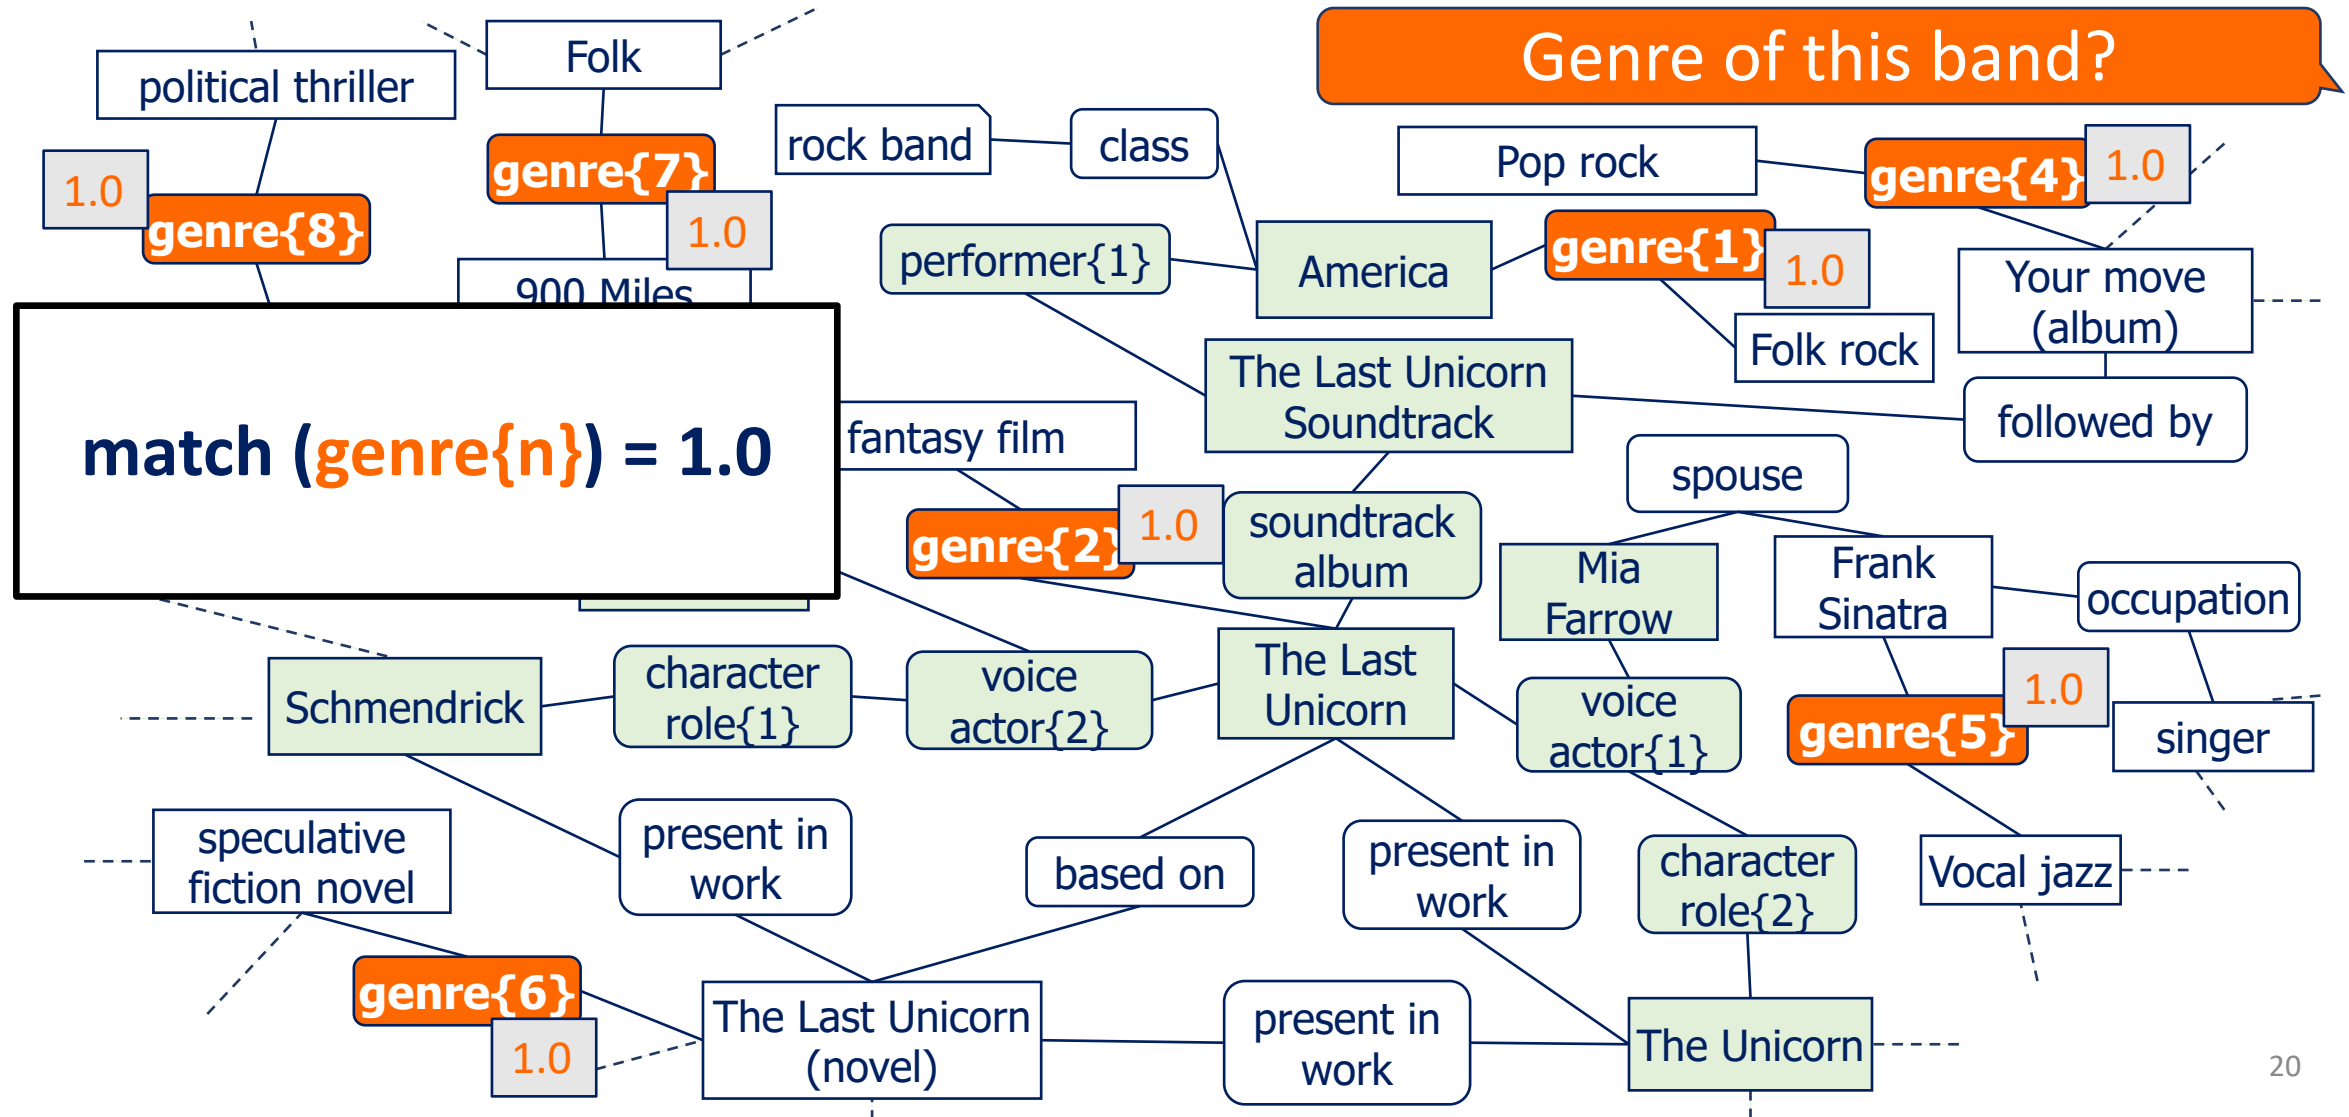 Genre of this band?
political thriller
Folk
rock band
class
Pop rock
genre{4}
1.0
1.0
genre{8}
genre{7}
1.0
performer{1}
America
genre{1}
1.0
Your move
(album)
900 Miles
Folk rock
The Last Unicorn
Soundtrack
followed by
match (genre{n}) = 1.0
fantasy film
spouse
genre{2}
1.0
soundtrack
album
Mia
Farrow
Frank
Sinatra
occupation
Schmendrick
character
role{1}
voice
actor{2}
The Last
Unicorn
voice
actor{1}
genre{5}
1.0
singer
speculative
fiction novel
present in
work
based on
present in
work
character
role{2}
Vocal jazz
genre{6}
1.0
The Last Unicorn
(novel)
present in
work
The Unicorn
20